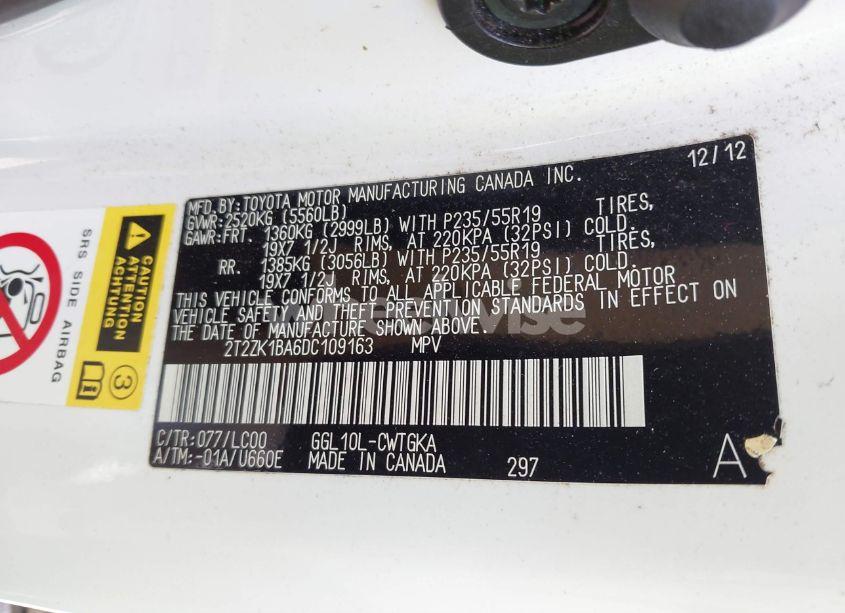 12/12
MFD.BY:TOYOTA MOTOR MANUFACTURING CANADA INC.
GVWR:2520KG (5560LB)
GAWR:FRT. 1360KG (2999LB) WITH P235/55R19 TIRES,
19X7 1/2J RIMS, AT 220KPA (32PSI) COLD.
RR. 1385KG (3056LB) WITH P235/55R19 TIRES,
19X7 1/2J RIMS, AT 220KPA (32PSI) COLD.
THIS VEHICLE CONFORMS TO ALL APPLICABLE FEDERAL MOTOR
VEHICLE SAFETY AND THEFT PREVENTION STANDARDS IN EFFECT ON
THE DATE OF MANUFACTURE SHOWN ABOVE.
2T2ZK1BA6DC109163 MPV
C/TR:077/LC00 GGL10L-CWTGKA
A/TM:-01A/U660E MADE IN CANADA 297 A
SRS SIDE AIRBAG
CAUTION
ATTENTION
ACHTUNG
3